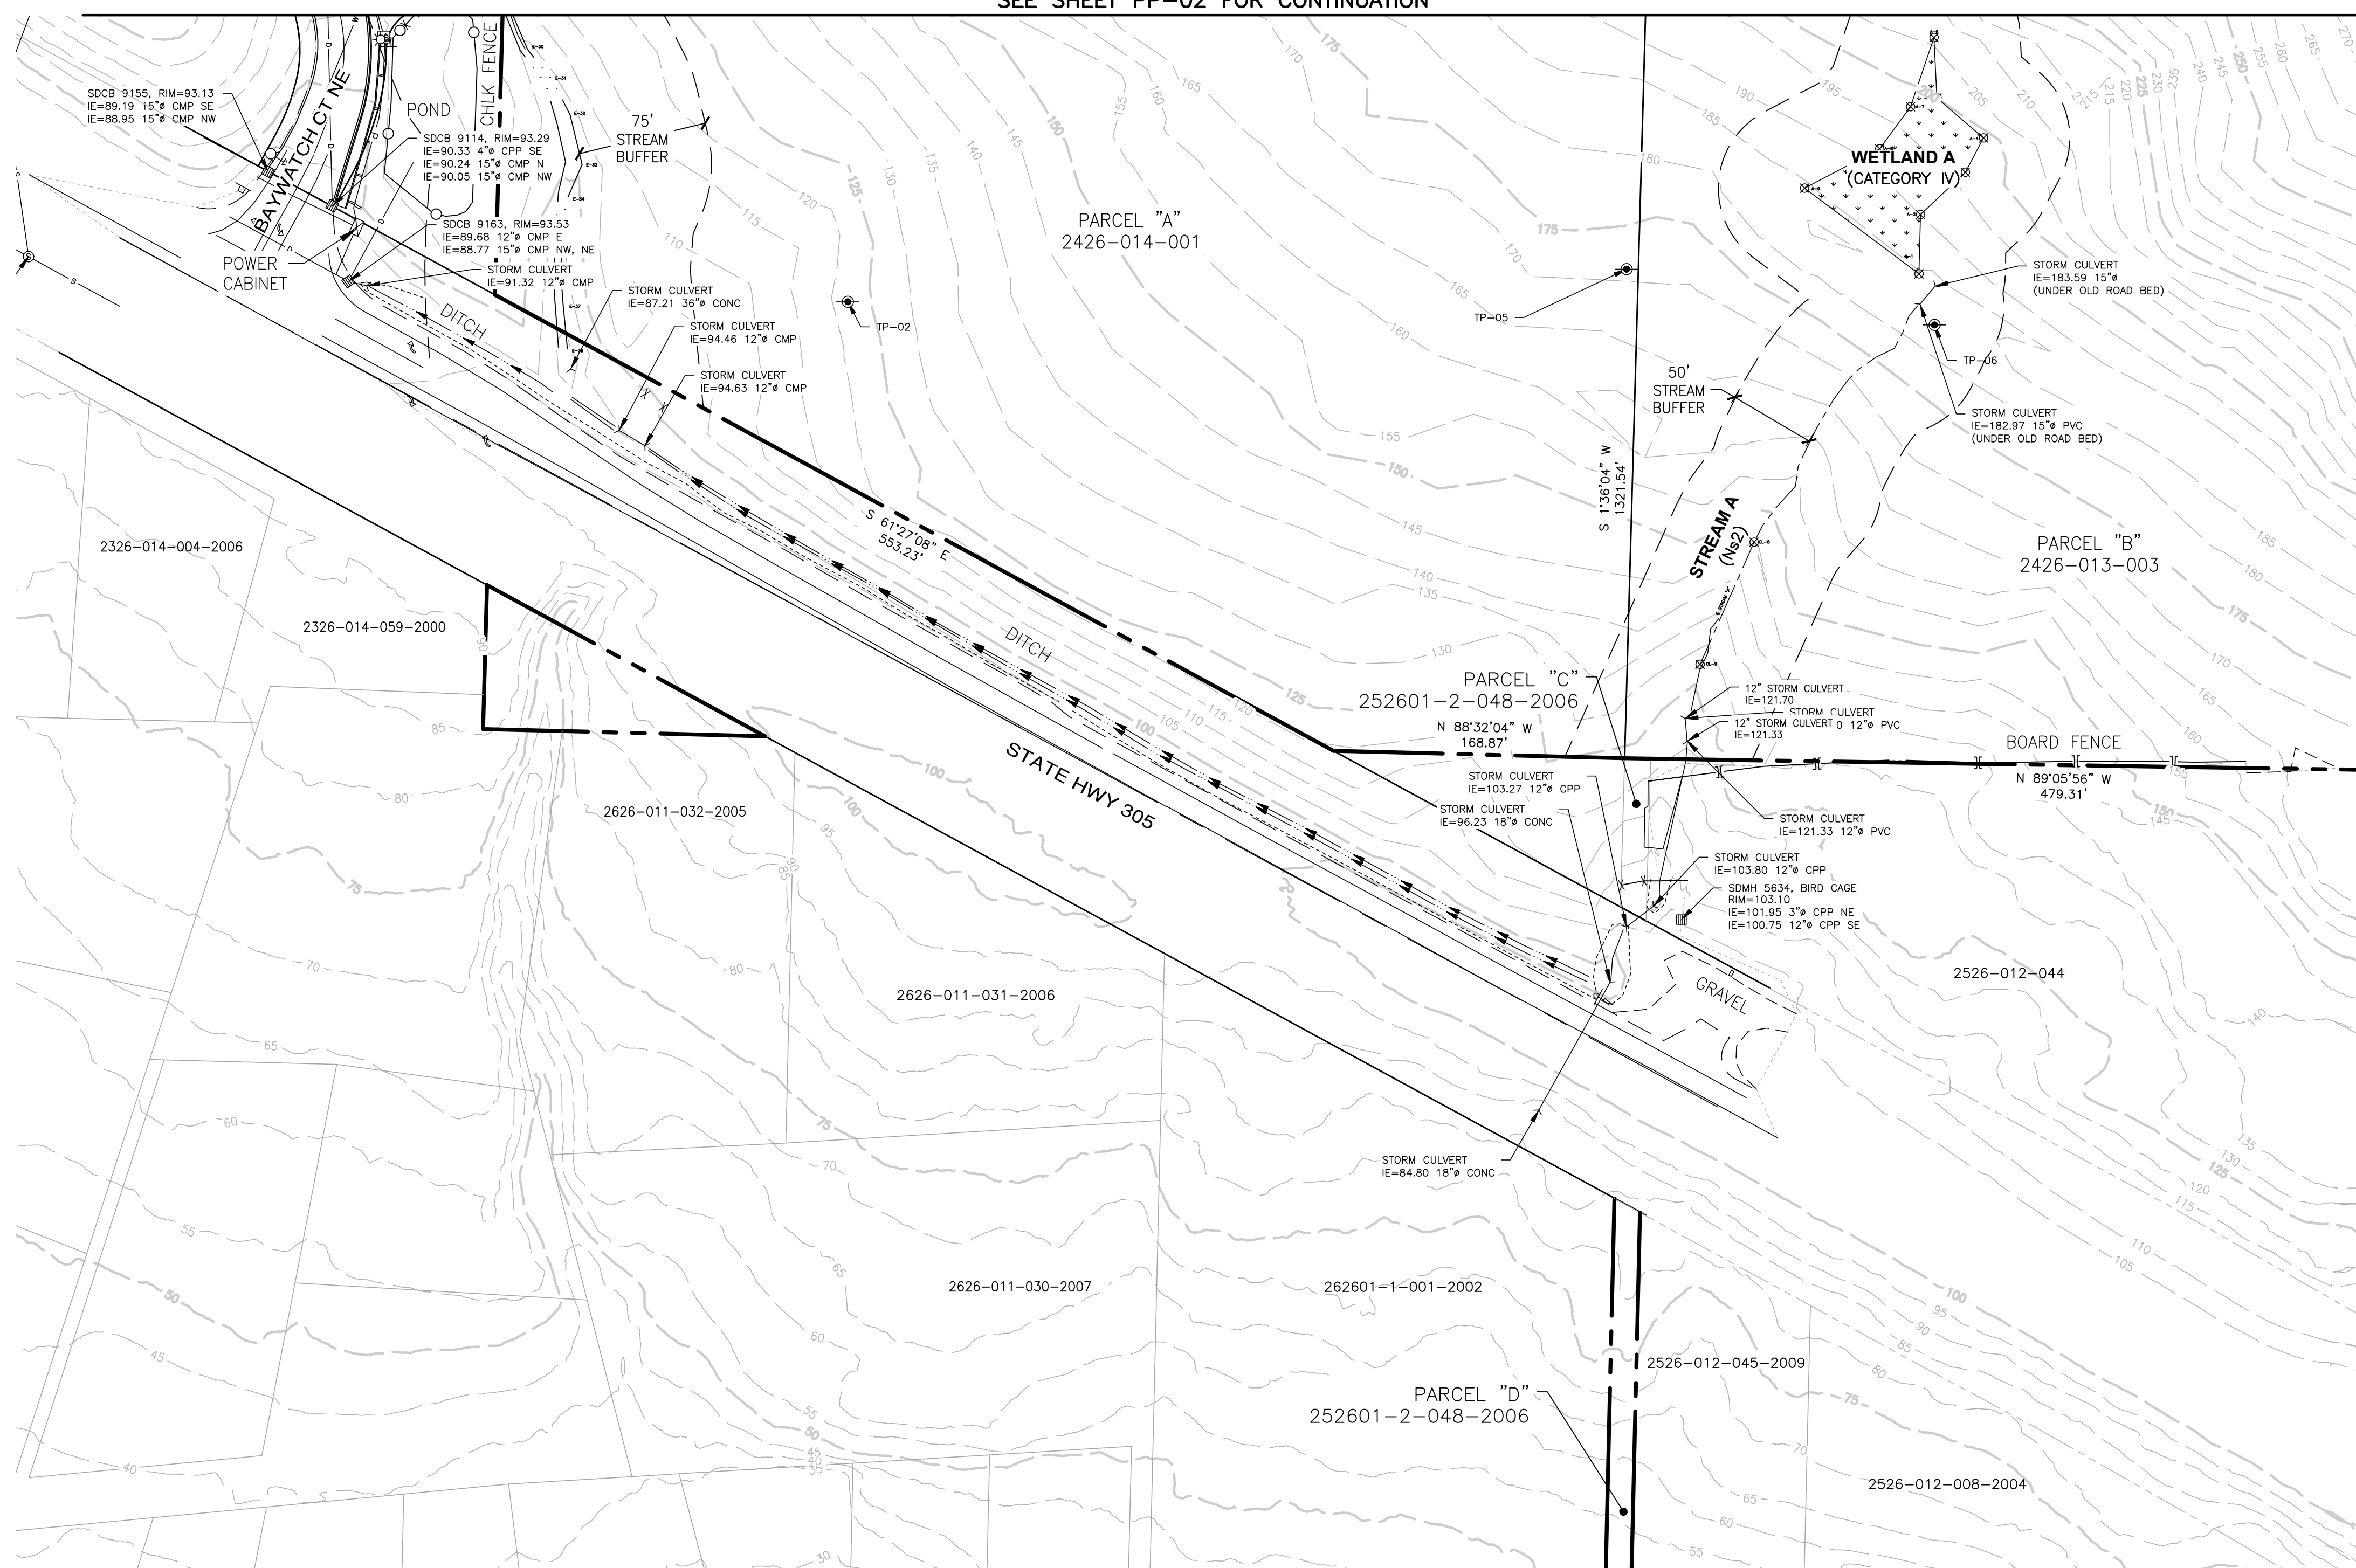 SEE SHEET PP-02 FOR CONTINUATION
SDCB 9155, RIM=93.13
IE=89.19 15"ø CMP SE
IE=88.95 15"ø CMP NW
BAYWATCH CT NE
POND
CHLK FENCE
SDCB 9114, RIM=93.29
IE=90.33 4"ø CPP SE
IE=90.24 15"ø CMP N
IE=90.05 15"ø CMP NW
75'
STREAM
BUFFER
SDCB 9163, RIM=93.53
IE=89.68 12"ø CMP E
IE=88.77 15"ø CMP NW, NE
POWER
CABINET
STORM CULVERT
IE=91.32 12"ø CMP
DITCH
STORM CULVERT
IE=87.21 36"ø CONC
STORM CULVERT
IE=94.46 12"ø CMP
STORM CULVERT
IE=94.63 12"ø CMP
TP-02
PARCEL "A"
2426-014-001
TP-05
WETLAND A
(CATEGORY IV)
STORM CULVERT
IE=183.59 15"ø
(UNDER OLD ROAD BED)
TP-06
50'
STREAM
BUFFER
STORM CULVERT
IE=182.97 15"ø PVC
(UNDER OLD ROAD BED)
S 1°36'04" W
1321.54'
STREAM A
(Ns2)
PARCEL "B"
2426-013-003
S 61°27'08" E
553.23'
2326-014-004-2006
2326-014-059-2000
DITCH
PARCEL "C"
252601-2-048-2006
N 88°32'04" W
168.87'
12" STORM CULVERT
IE=121.70
STORM CULVERT
12" STORM CULVERT
0 12"ø PVC
IE=121.33
BOARD FENCE
N 89°05'56" W
479.31'
STORM CULVERT
IE=103.27 12"ø CPP
STORM CULVERT
IE=96.23 18"ø CONC
STORM CULVERT
IE=121.33 12"ø PVC
STORM CULVERT
IE=103.80 12"ø CPP
SDMH 5634, BIRD CAGE
RIM=103.10
IE=101.95 3"ø CPP NE
IE=100.75 12"ø CPP SE
STATE HWY 305
2626-011-032-2005
2626-011-031-2006
GRAVEL
2526-012-044
STORM CULVERT
IE=84.80 18"ø CONC
2626-011-030-2007
262601-1-001-2002
2526-012-045-2009
PARCEL "D"
252601-2-048-2006
2526-012-008-2004